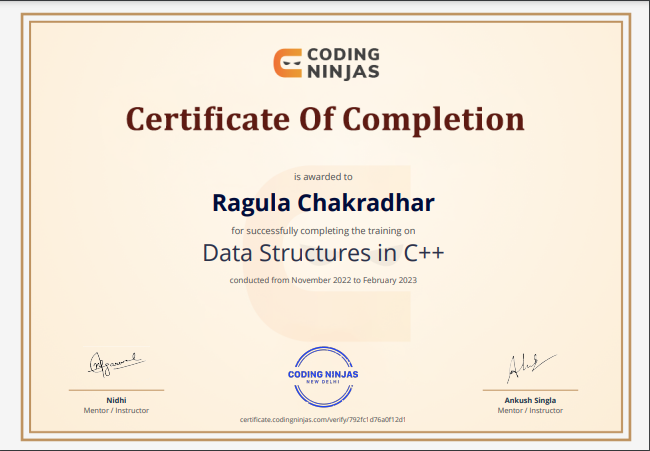 CODING
NINJAS
Certificate Of Completion
is awarded to
Ragula Chakradhar
for successfully completing the training on
Data Structures in C++
conducted from November 2022 to February 2023
CODING NINJAS
NEW DELHI
Nidhi
Mentor / Instructor
Ankush Singla
Mentor / Instructor
certificate.codingninjas.com/verify/792fc1d76a0f12d1